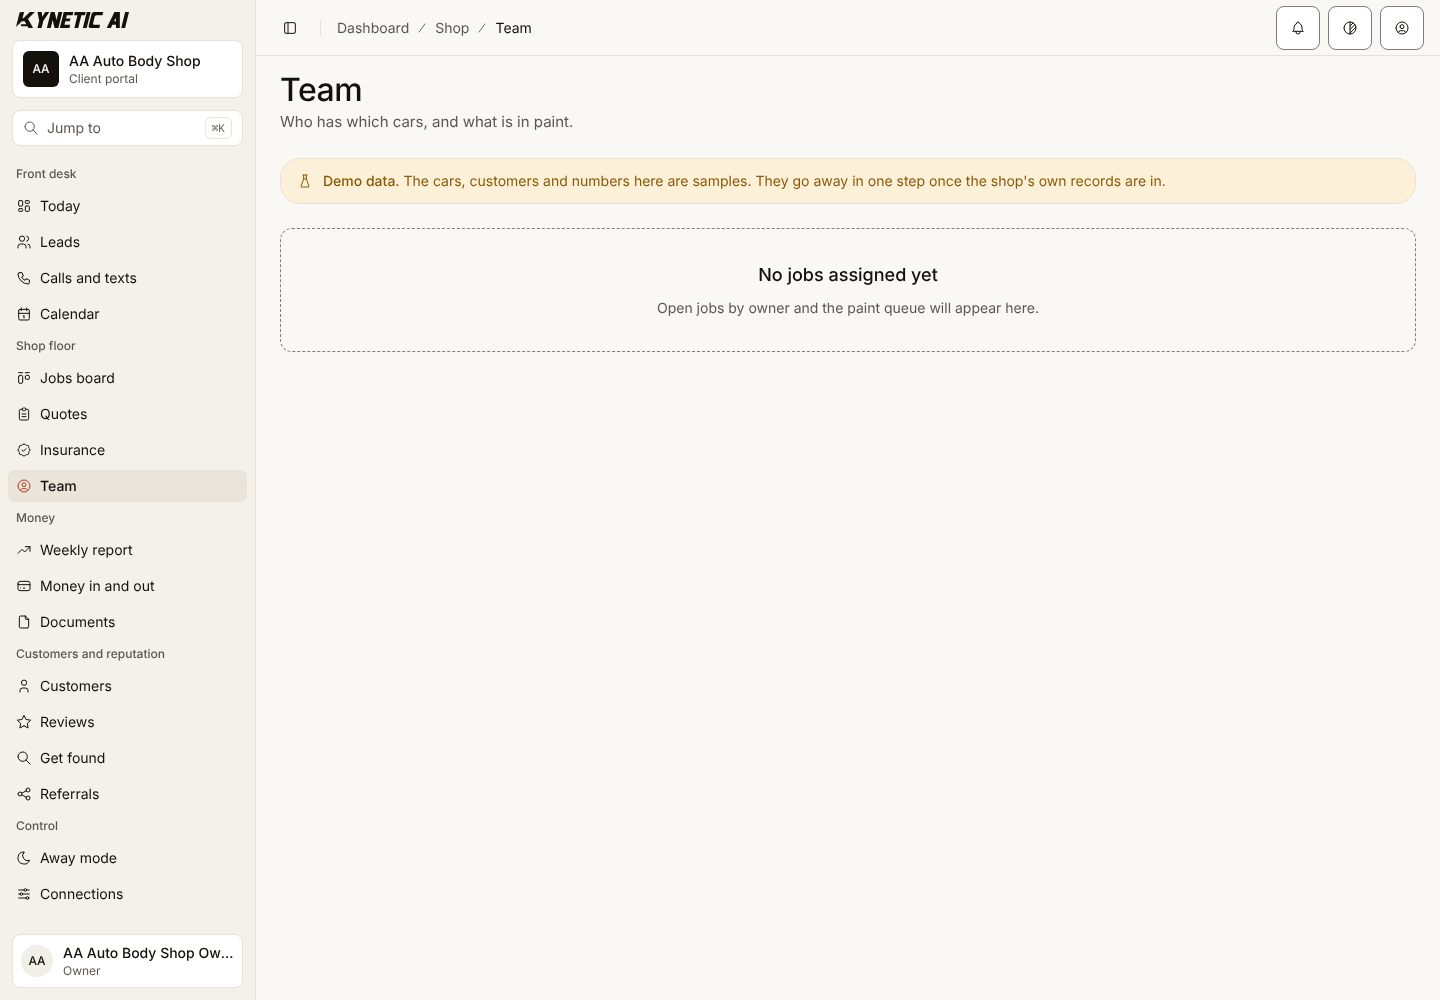 KYNETIC AI
AA
AA Auto Body Shop
Client portal
Jump to
⌘K
Front desk
Today
Leads
Calls and texts
Calendar
Shop floor
Jobs board
Quotes
Insurance
Team
Money
Weekly report
Money in and out
Documents
Customers and reputation
Customers
Reviews
Get found
Referrals
Control
Away mode
Connections
AA
AA Auto Body Shop Ow...
Owner
Dashboard / Shop / Team
Team
Who has which cars, and what is in paint.
Demo data. The cars, customers and numbers here are samples. They go away in one step once the shop's own records are in.
No jobs assigned yet
Open jobs by owner and the paint queue will appear here.